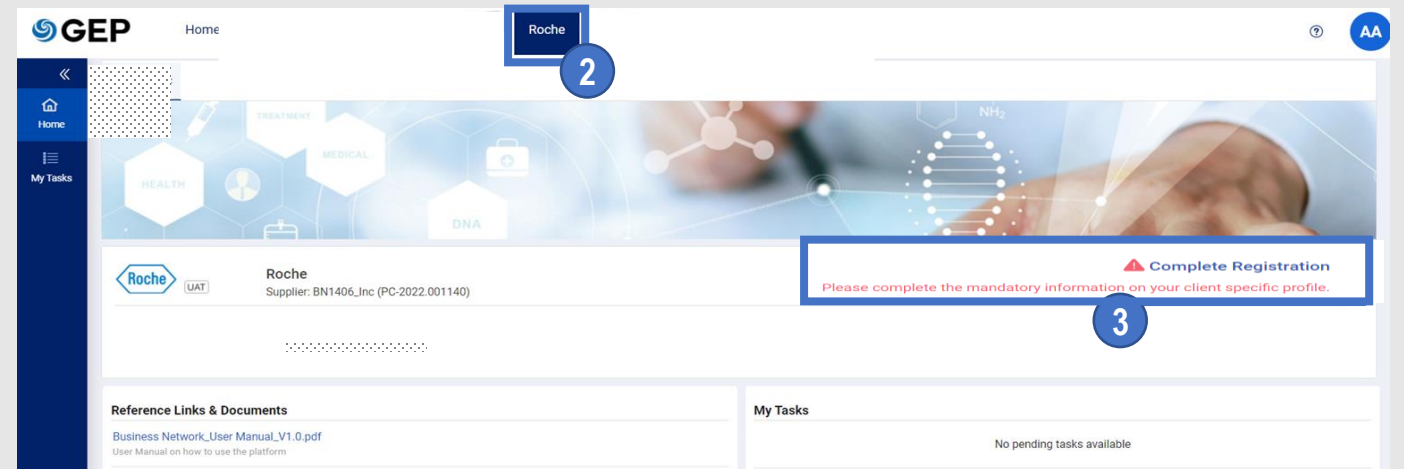 GEP
Home
Roche
2
AA
Home
My Tasks
TREATMENT
MEDICAL
HEALTH
DNA
NH₂
Roche
UAT
Roche
Supplier: BN1406_Inc (PC-2022.001140)
Complete Registration
Please complete the mandatory information on your client specific profile.
3
Reference Links & Documents
Business Network_User Manual_V1.0.pdf
User Manual on how to use the platform
My Tasks
No pending tasks available